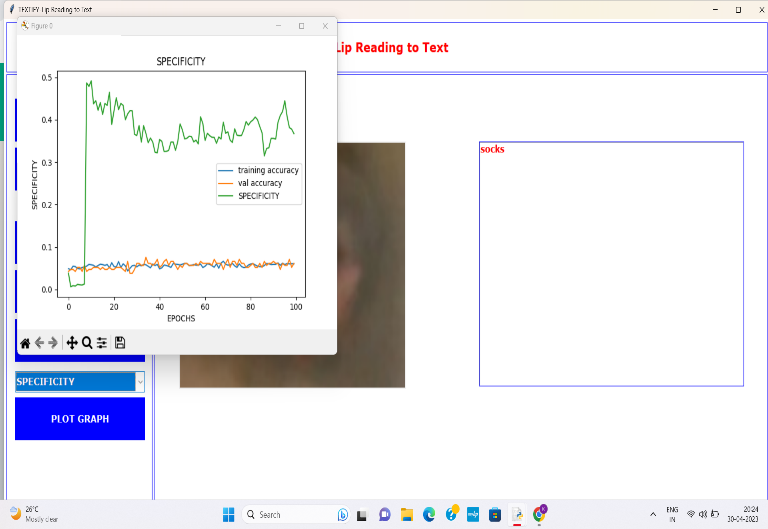 TEXTIFY-Lip Reading to Text
Figure 0
Lip Reading to Text
SPECIFICITY
0.5
0.4
0.3
0.2
0.1
0.0
SPECIFICITY
training accuracy
val accuracy
SPECIFICITY
0 20 40 60 80 100
EPOCHS
socks
SPECIFICITY
PLOT GRAPH
26°C
Mostly clear
Search
ENG
IN
20:24
30-04-2023